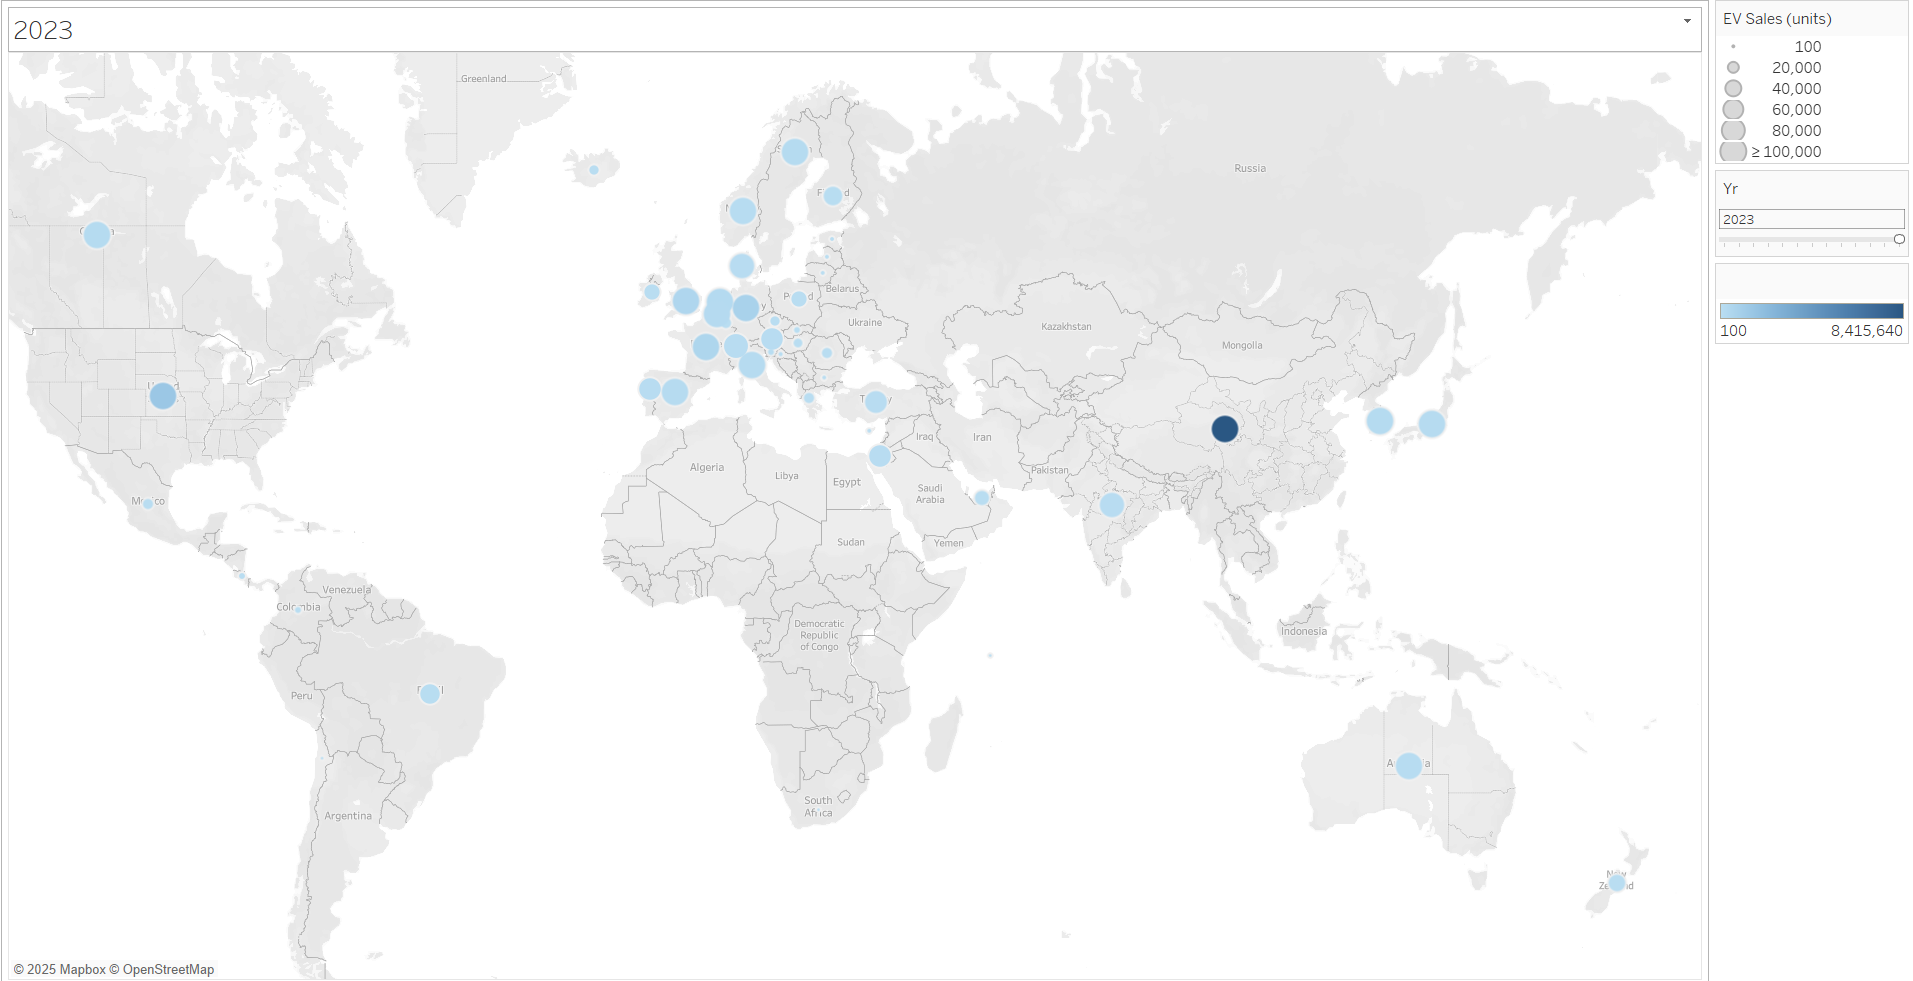 2023
Greenland
Russia
Belarus
Ukraine
Kazakhstan
Mongolia
Algeria
Libya
Egypt
Iraq
Iran
Pakistan
Saudi
Arabia
Sudan
Yemen
Venezuela
Democratic
Republic
of Congo
Indonesia
Peru
South
Africa
Argentina
© 2025 Mapbox © OpenStreetMap
EV Sales (units)
100
20,000
40,000
60,000
80,000
≥ 100,000
Yr
2023
100 8,415,640